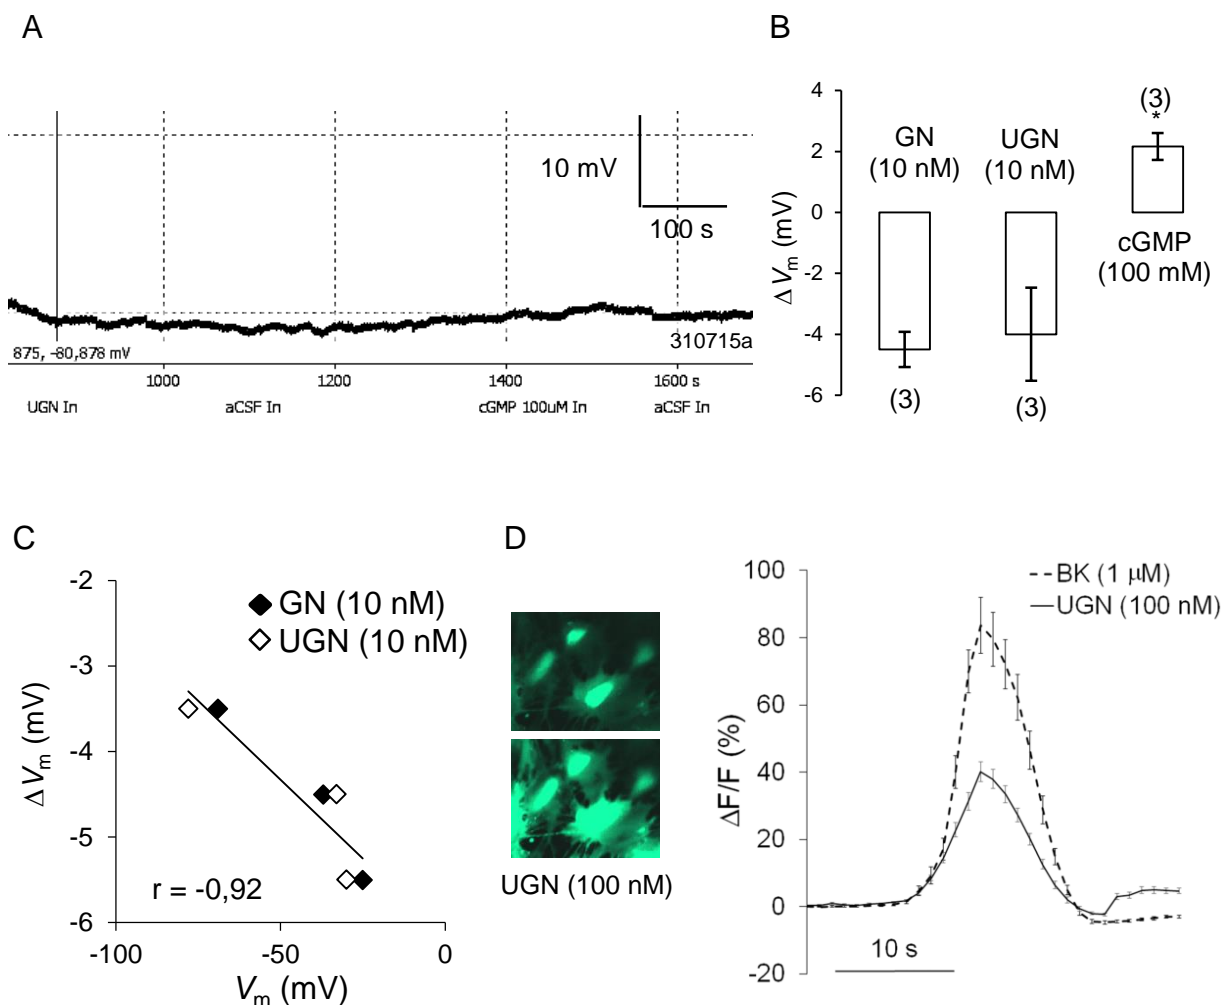 A
10 mV
100 s
310715a
875, -80,878 mV
1000
1200
1400
1600 s
UGN In
aCSF In
cGMP 100uM In
aCSF In
B
4
2
0
-2
-4
-6
Δ Vm (mV)
GN
(10 nM)
(3)
UGN
(10 nM)
(3)
(3)
*
cGMP
(100 mM)
C
-2
-3
-4
-5
-6
Δ Vm (mV)
◆ GN (10 nM)
◇ UGN (10 nM)
r = -0,92
-100
-50
0
Vm (mV)
D
UGN (100 nM)
100
80
60
40
20
0
-20
ΔF/F (%)
BK (1 μM)
UGN (100 nM)
10 s